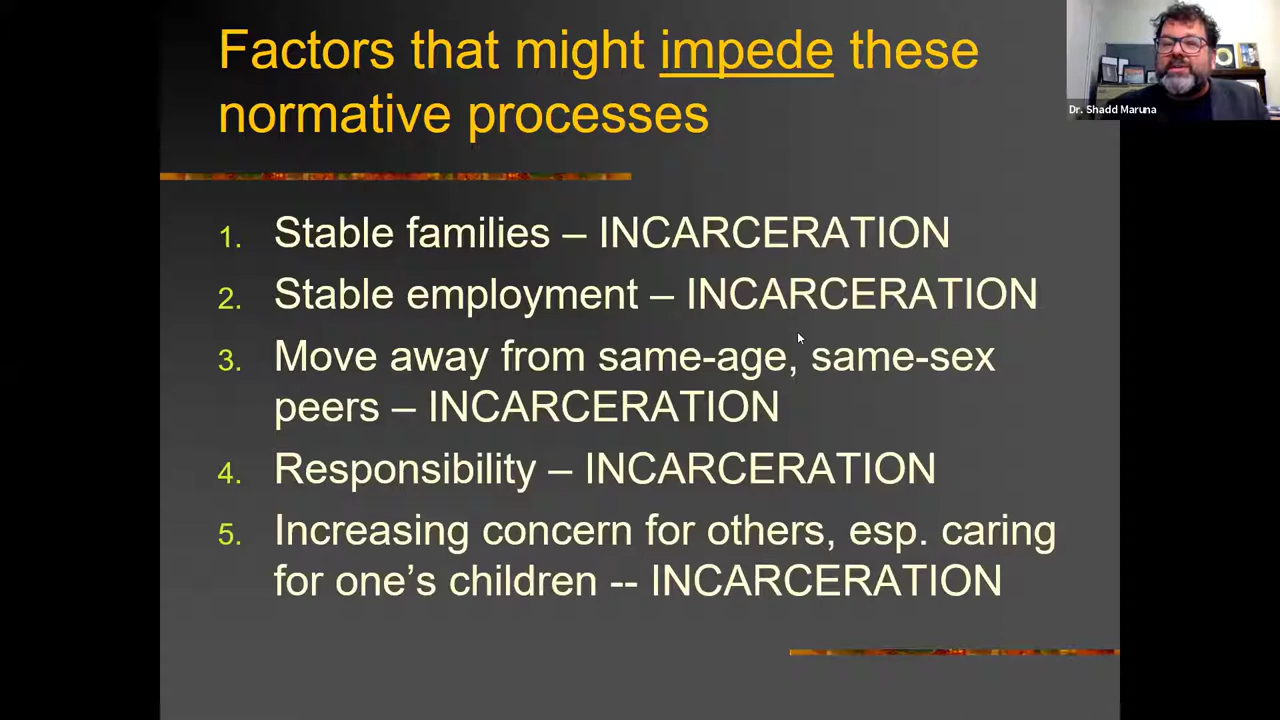 Factors that might impede these
normative processes
Dr. Shadd Maruna
1. Stable families – INCARCERATION
2. Stable employment – INCARCERATION
3. Move away from same-age, same-sex
peers – INCARCERATION
4. Responsibility – INCARCERATION
5. Increasing concern for others, esp. caring
for one’s children -- INCARCERATION